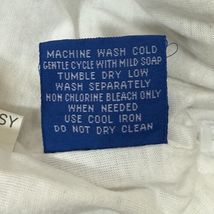 MACHINE WASH COLD
GENTLE CYCLE WITH MILD SOAP
TUMBLE DRY LOW
WASH SEPARATELY
NON CHLORINE BLEACH ONLY
WHEN NEEDED
USE COOL IRON
DO NOT DRY CLEAN
SY